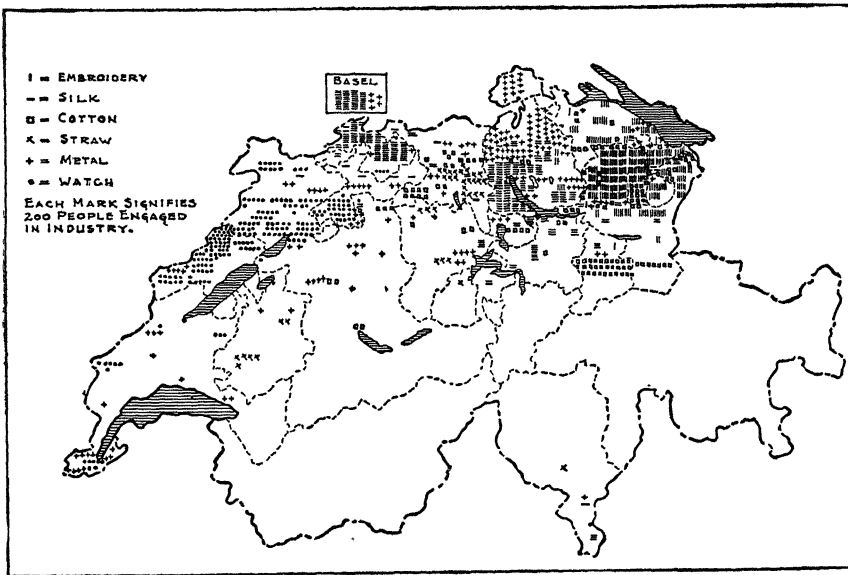 BASEL
ı = EMBROIDERY
– = SILK
□ = COTTON
x = STRAW
+ = METAL
• = WATCH
EACH MARK SIGNIFIES
200 PEOPLE ENGAGED
IN INDUSTRY.